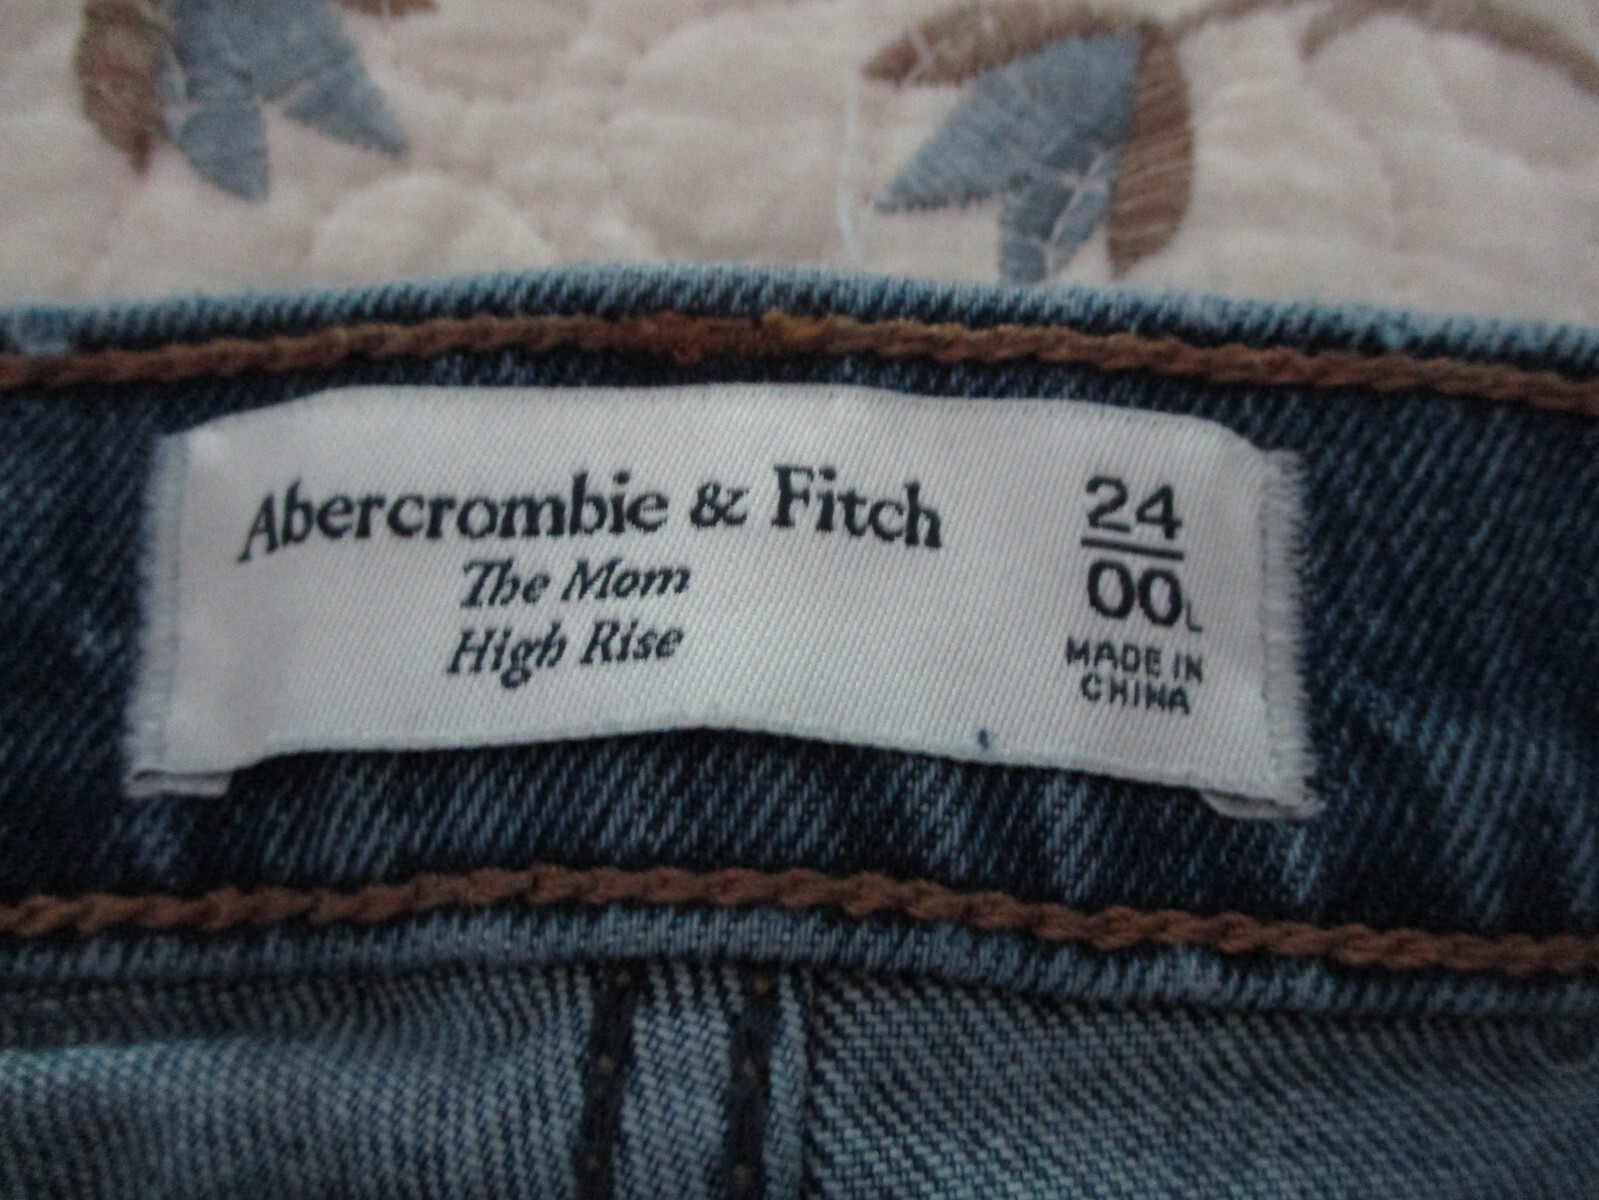 Abercrombie & Fitch
The Mom
High Rise
24
00L
MADE IN
CHINA